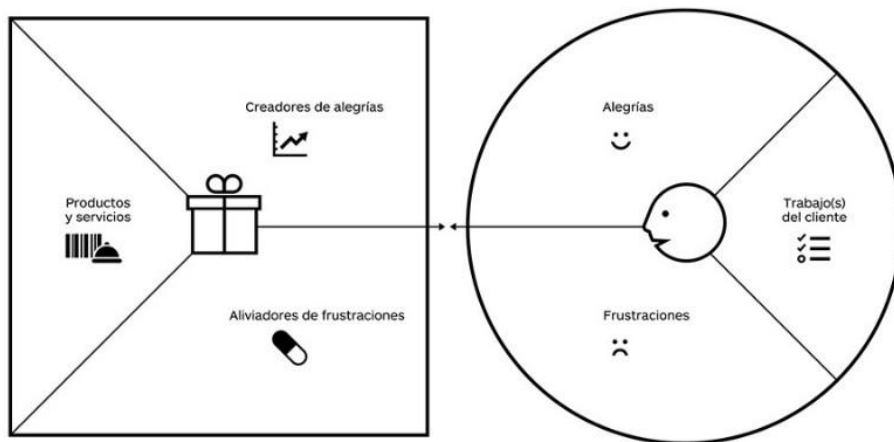 Creadores de alegrías
Productos
y servicios
Aliviadores de frustraciones
Alegrías
Trabajo(s)
del cliente
Frustraciones